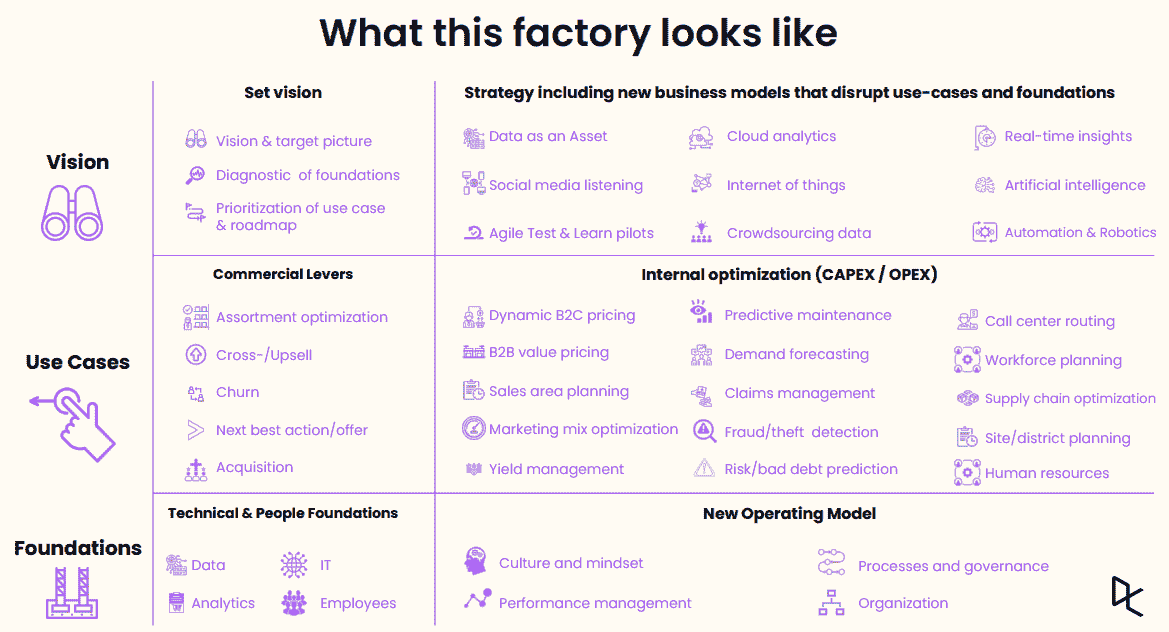 What this factory looks like
Vision
Set vision
Vision & target picture
Diagnostic of foundations
Prioritization of use case
& roadmap
Strategy including new business models that disrupt use-cases and foundations
Data as an Asset
Cloud analytics
Real-time insights
Social media listening
Internet of things
Artificial intelligence
Agile Test & Learn pilots
Crowdsourcing data
Automation & Robotics
Use Cases
Commercial Levers
Assortment optimization
Cross-/Upsell
Churn
Next best action/offer
Acquisition
Internal optimization (CAPEX / OPEX)
Dynamic B2C pricing
Predictive maintenance
Call center routing
B2B value pricing
Demand forecasting
Workforce planning
Sales area planning
Claims management
Supply chain optimization
Marketing mix optimization
Fraud/theft detection
Site/district planning
Yield management
Risk/bad debt prediction
Human resources
Foundations
Technical & People Foundations
Data
IT
Analytics
Employees
New Operating Model
Culture and mindset
Processes and governance
Performance management
Organization